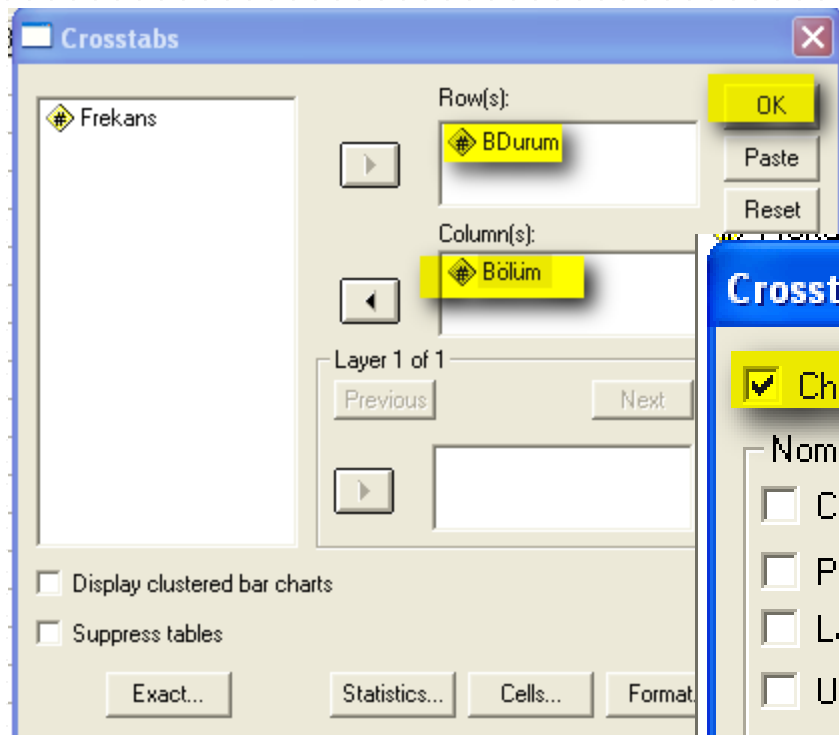 Crosstabs
Frekans
Row(s):
BDurum
OK
Paste
Reset
Column(s):
Bölüm
Layer 1 of 1
Previous
Next
Display clustered bar charts
Suppress tables
Exact...
Statistics...
Cells...
Format.
Crosst
Ch
Nom
C
P
L
U